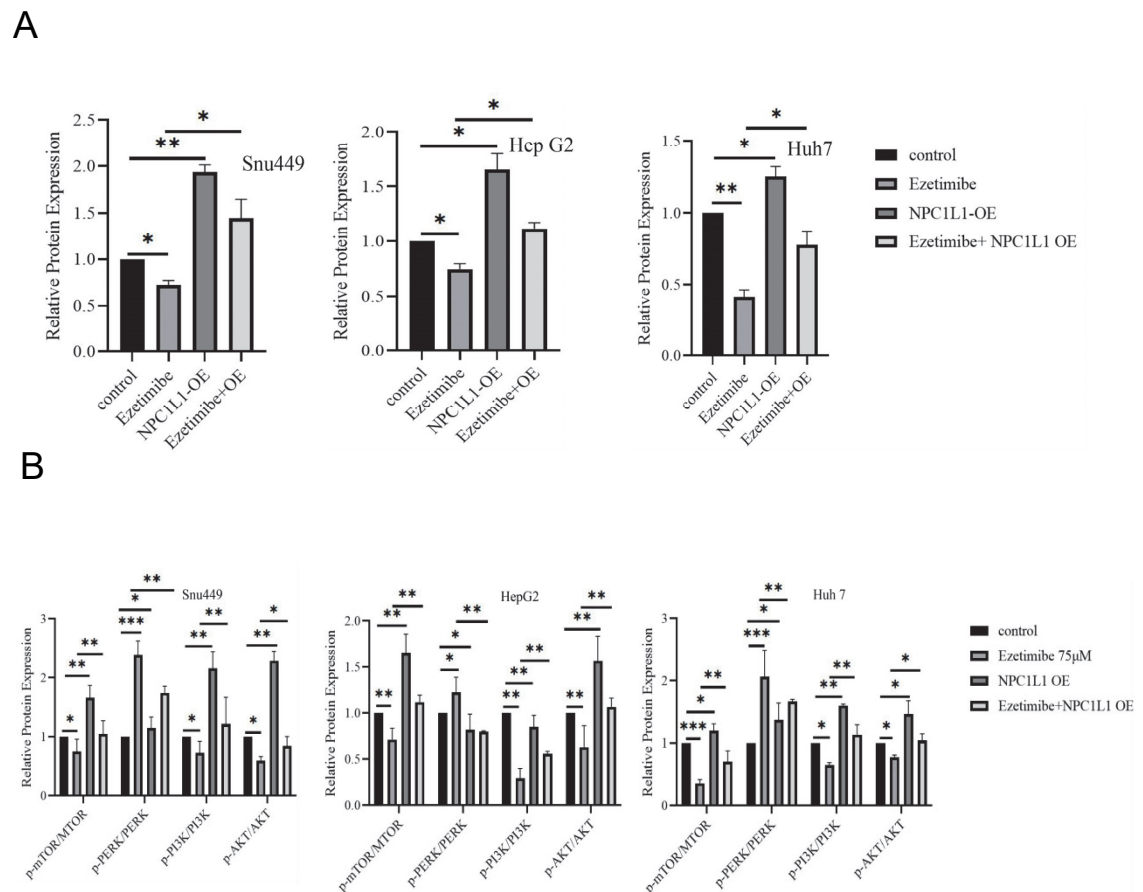 A
Relative Protein Expression
2.5
2.0
1.5
1.0
0.5
0.0
*
**
*
Snu449
control
Ezetimibe
NPC1L1-OE
Ezetimibe+OE
Relative Protein Expression
2.0
1.5
1.0
0.5
0.0
*
*
*
Hcp G2
control
Ezetimibe
NPC1L1-OE
Ezetimibe+OE
Relative Protein Expression
1.5
1.0
0.5
0.0
*
*
**
Huh7
control
Ezetimibe
NPC1L1-OE
Ezetimibe+OE
control
Ezetimibe
NPC1L1-OE
Ezetimibe+ NPC1L1 OE
B
Relative Protein Expression
3
2
1
0
Snu449
**
*
***
**
**
*
**
**
*
*
**
*
p-mTOR/MTOR
p-PERK/PERK
p-PI3K/PI3K
p-AKT/AKT
Relative Protein Expression
2.0
1.5
1.0
0.5
0.0
HepG2
**
**
**
*
**
*
**
**
**
**
**
**
p-mTOR/MTOR
p-PERK/PERK
p-PI3K/PI3K
p-AKT/AKT
Relative Protein Expression
3
2
1
0
Huh 7
**
*
***
**
*
***
**
**
*
*
*
*
p-mTOR/MTOR
p-PERK/PERK
p-PI3K/PI3K
p-AKT/AKT
control
Ezetimibe 75μM
NPC1L1 OE
Ezetimibe+NPC1L1 OE